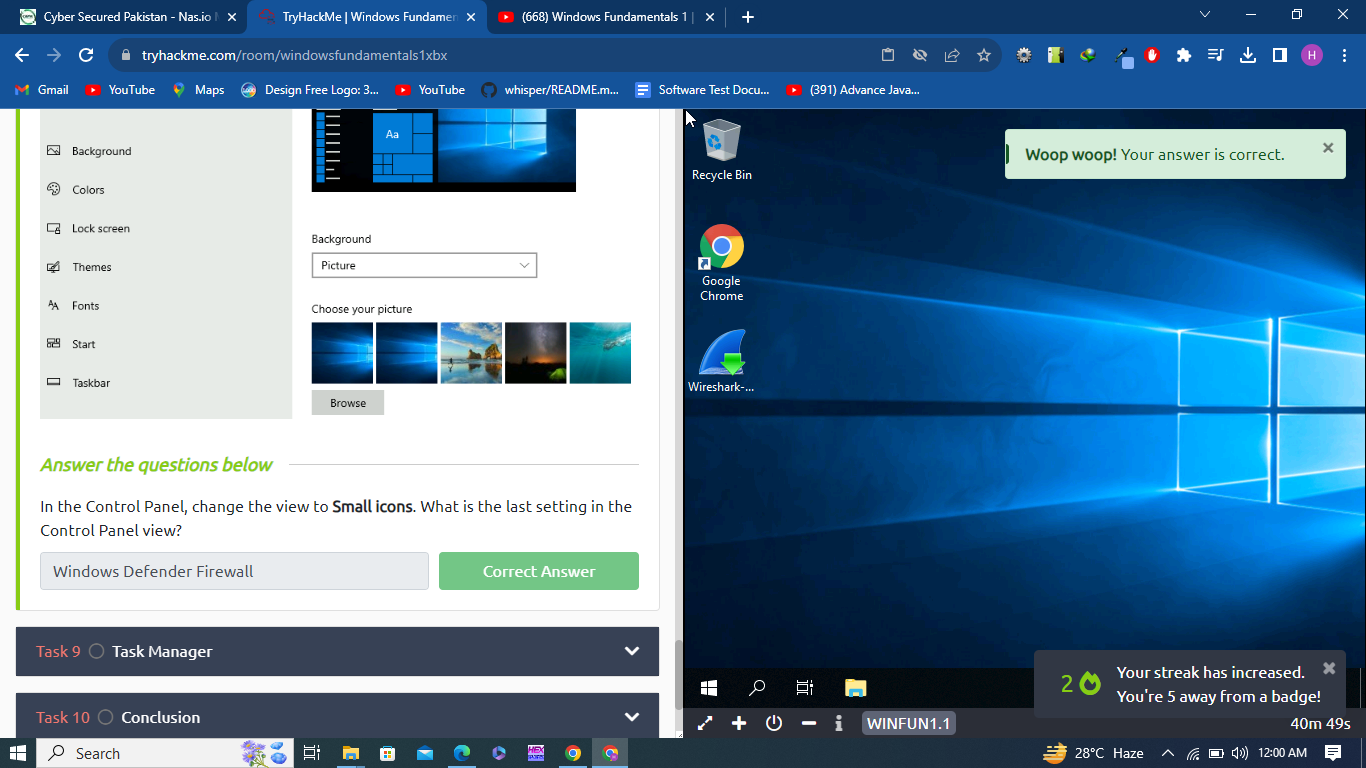 Cyber Secured Pakistan - Nas.io
TryHackMe | Windows Fundamen
(668) Windows Fundamentals 1 |
tryhackme.com/room/windowsfundamentals1xbx
H
Gmail
YouTube
Maps
Design Free Logo: 3...
YouTube
whisper/README.m...
Software Test Docu...
(391) Advance Java...
Aa
Background
Colors
Lock screen
Themes
Fonts
Start
Taskbar
Background
Picture
Choose your picture
Browse
Answer the questions below
In the Control Panel, change the view to Small icons. What is the last setting in the
Control Panel view?
Windows Defender Firewall
Correct Answer
Task 9 Task Manager
Task 10 Conclusion
Recycle Bin
Google
Chrome
Wireshark-...
Woop woop! Your answer is correct.
2
Your streak has increased.
You're 5 away from a badge!
WINFUN1.1
40m 49s
Search
28°C Haze
12:00 AM